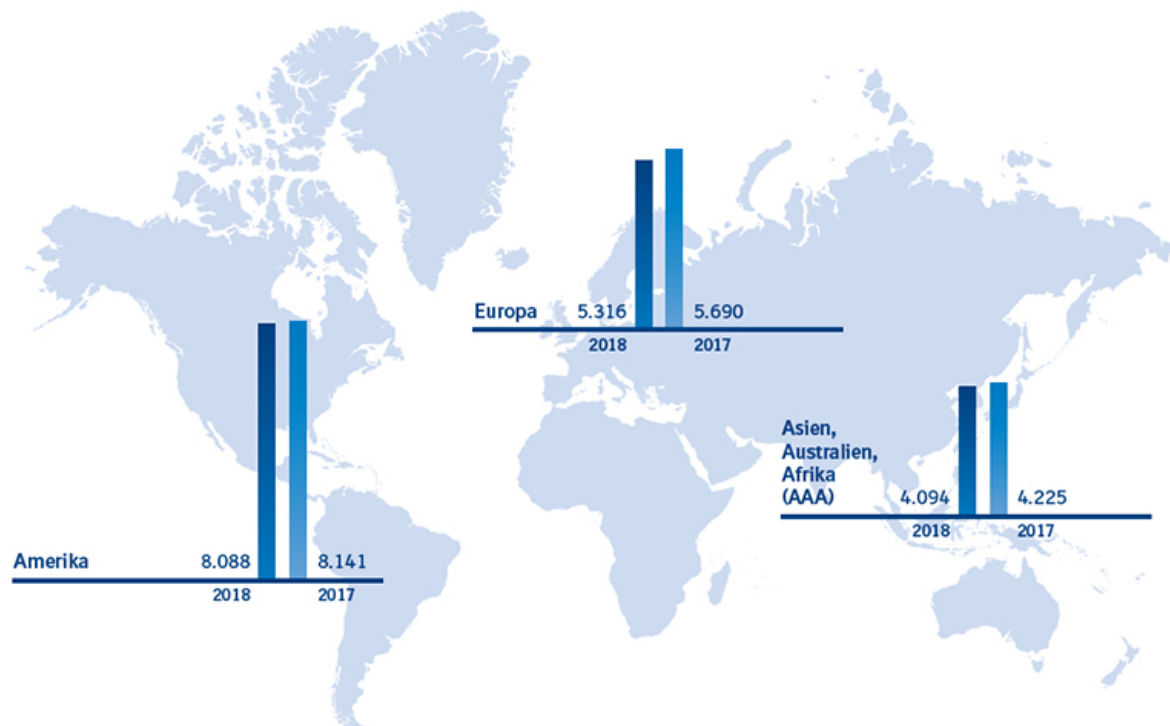 Europa 5.316 5.690
2018 2017
Asien,
Australien,
Afrika
(AAA) 4.094 4.225
2018 2017
Amerika 8.088 8.141
2018 2017